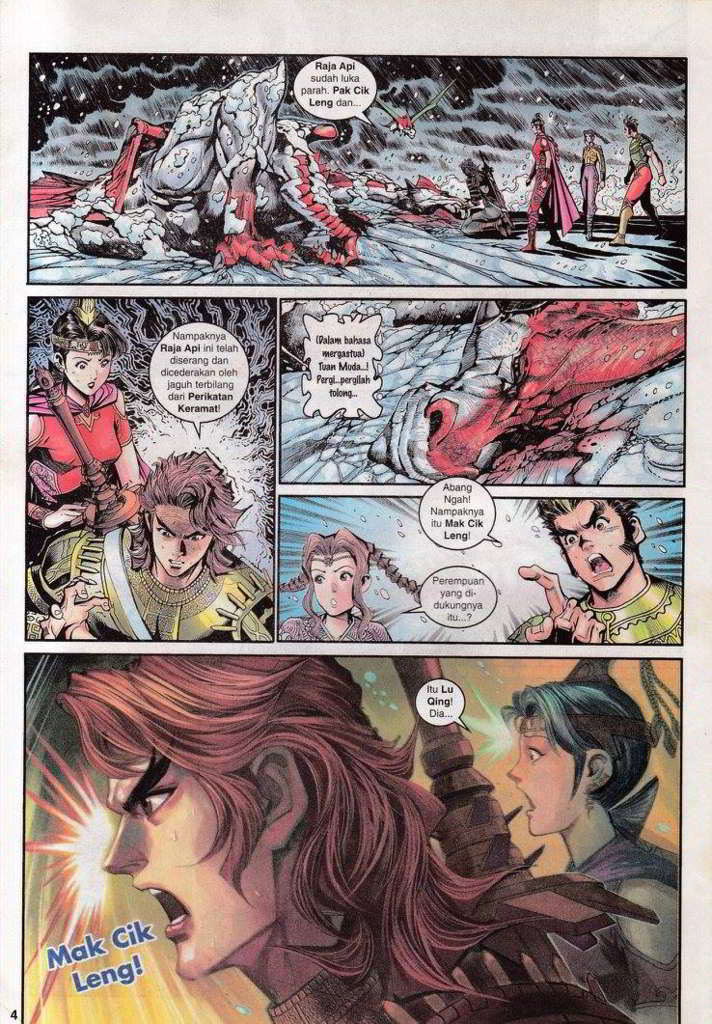 Raja Api
sudah luka
parah. Pak Cik
Leng dan...
Nampaknya
Raja Api ini telah
diserang dan
dicederakan oleh
jaguh terbilang
dari Perikatan
Keramat!
(Dalam bahasa
mergastua)
Tuan Muda...!
Pergi...pergilah
tolong...
Abang
Ngah!
Nampaknya
itu Mak Cik
Leng!
Perempuan
yang di-
dukungnya
itu...?
Itu Lu
Qing!
Dia...
Mak Cik
Leng!
4